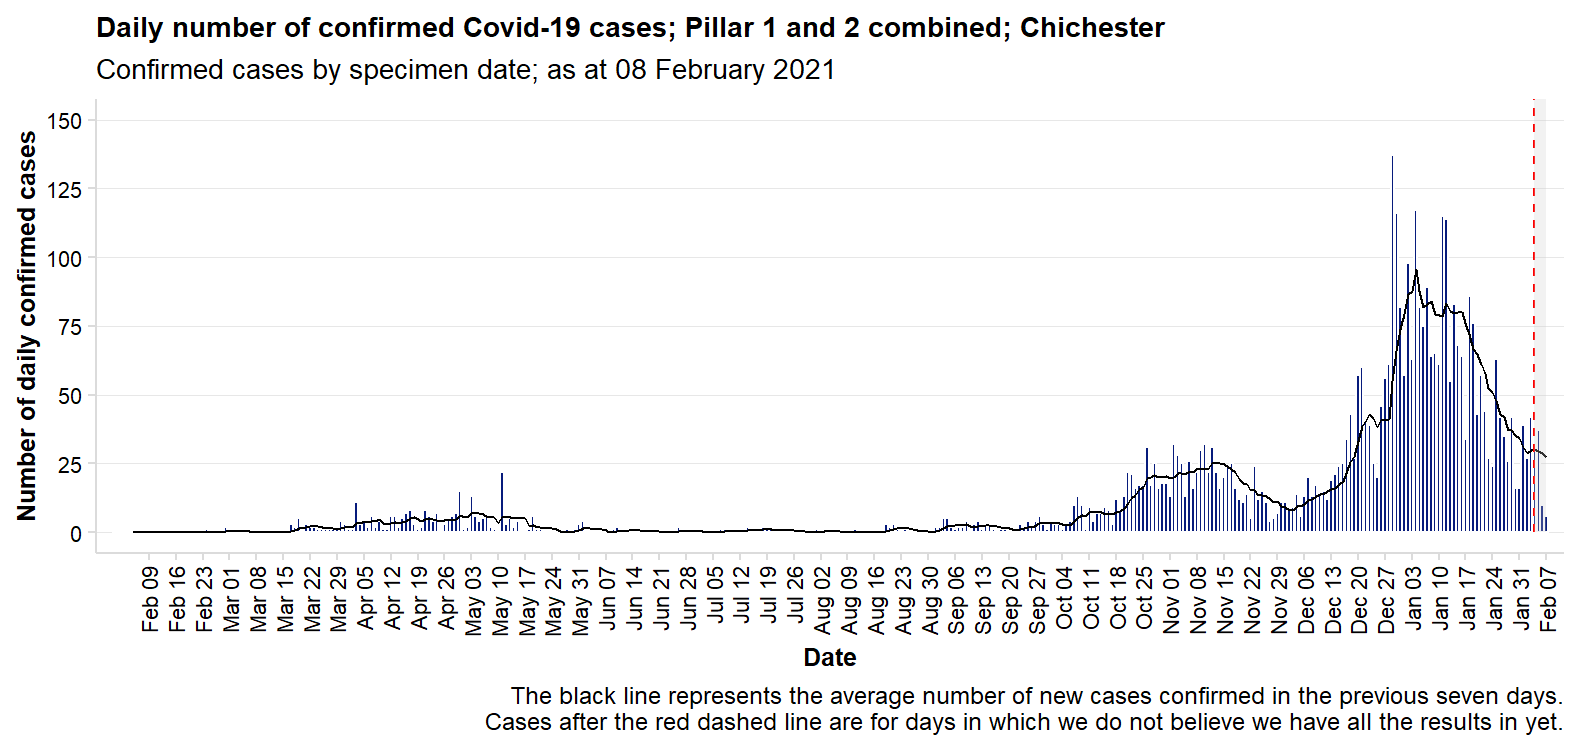 Daily number of confirmed Covid-19 cases; Pillar 1 and 2 combined; Chichester
Confirmed cases by specimen date; as at 08 February 2021
Number of daily confirmed cases
150
125
100
75
50
25
0
Feb 09
Feb 16
Feb 23
Mar 01
Mar 08
Mar 15
Mar 22
Mar 29
Apr 05
Apr 12
Apr 19
Apr 26
May 03
May 10
May 17
May 24
May 31
Jun 07
Jun 14
Jun 21
Jun 28
Jul 05
Jul 12
Jul 19
Jul 26
Aug 02
Aug 09
Aug 16
Aug 23
Aug 30
Sep 06
Sep 13
Sep 20
Sep 27
Oct 04
Oct 11
Oct 18
Oct 25
Nov 01
Nov 08
Nov 15
Nov 22
Nov 29
Dec 06
Dec 13
Dec 20
Dec 27
Jan 03
Jan 10
Jan 17
Jan 24
Jan 31
Feb 07
Date
The black line represents the average number of new cases confirmed in the previous seven days.
Cases after the red dashed line are for days in which we do not believe we have all the results in yet.